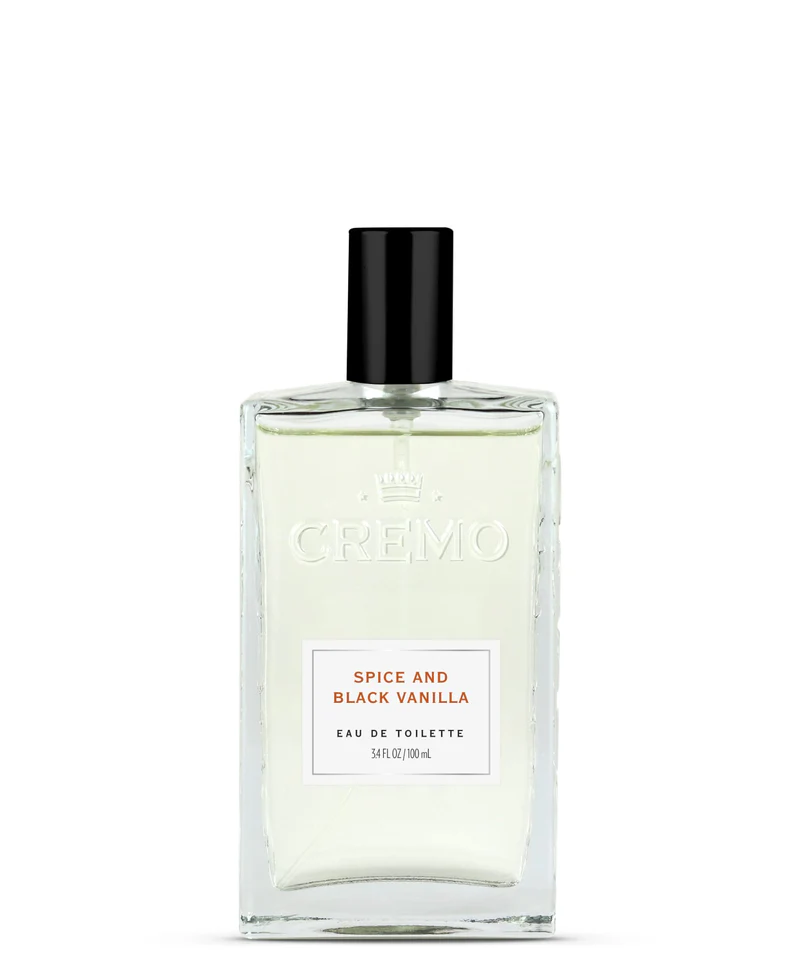 CREMO
SPICE AND
BLACK VANILLA
EAU DE TOILETTE
3.4 FL OZ / 100 mL